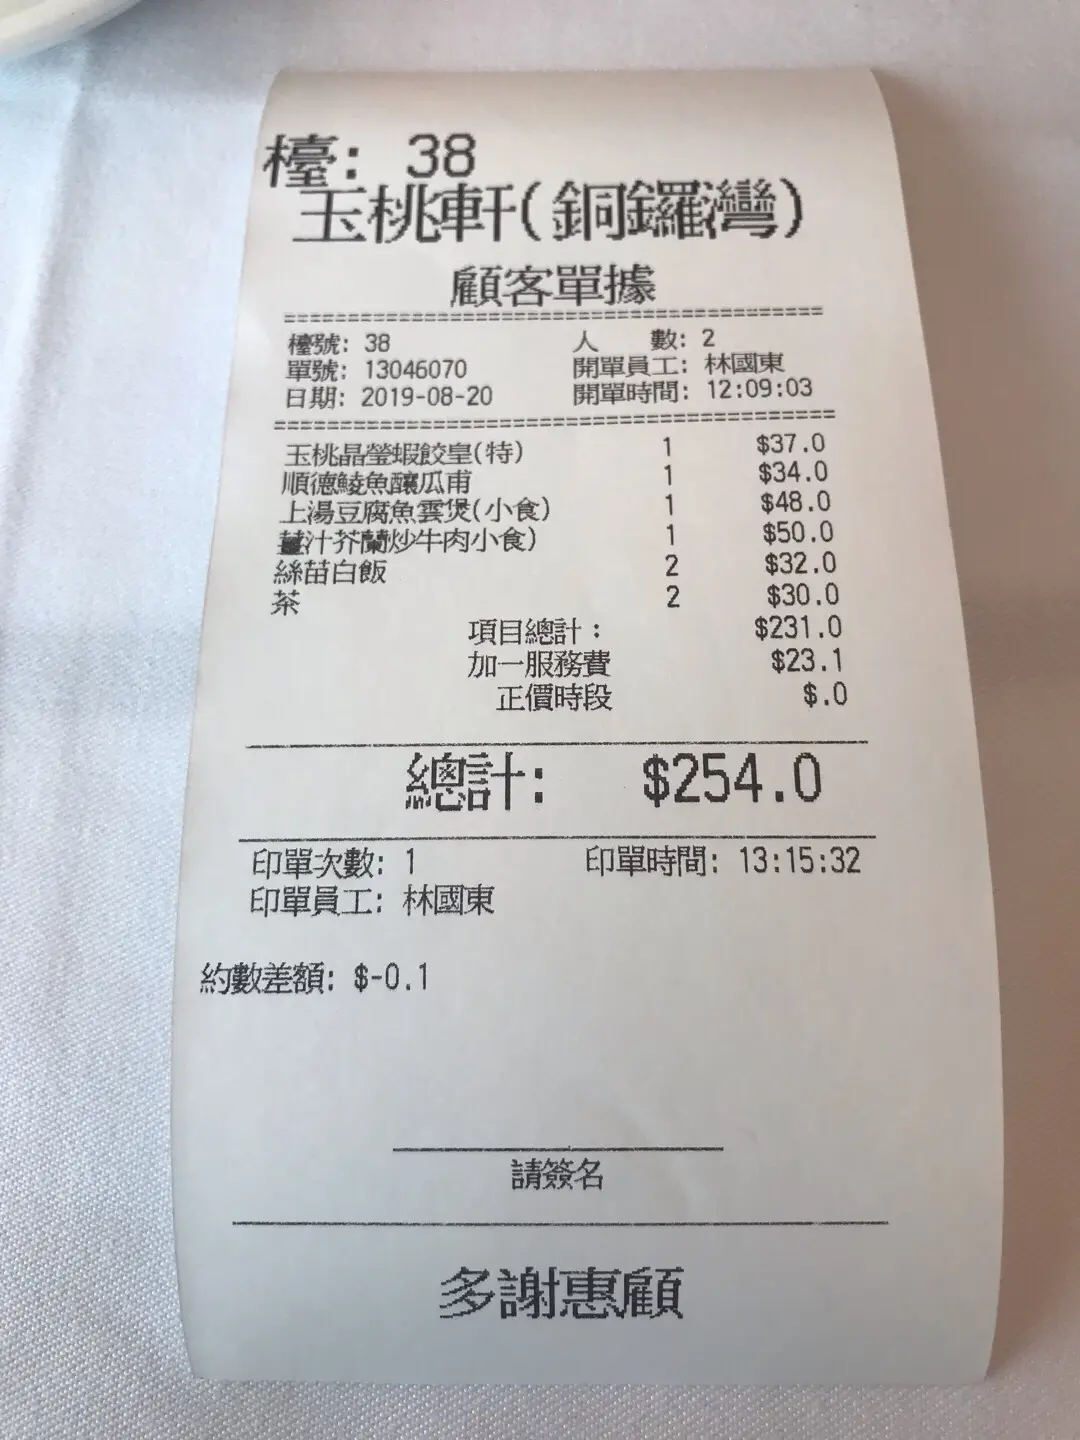 檯: 38
玉桃軒(銅鑼灣)
顧客單據
========================================
檯號: 38 人 數: 2
單號: 13046070 開單員工: 林國東
日期: 2019-08-20 開單時間: 12:09:03
========================================
玉桃晶瑩蝦餃皇(特) 1 $37.0
順德鯪魚釀瓜甫 1 $34.0
上湯豆腐魚雲煲(小食) 1 $48.0
薑汁芥蘭炒牛肉小食) 1 $50.0
絲苗白飯 2 $32.0
茶 2 $30.0
項目總計： $231.0
加一服務費 $23.1
正價時段 $.0
總計: $254.0
印單次數: 1 印單時間: 13:15:32
印單員工: 林國東
約數差額: $-0.1
請簽名
多謝惠顧